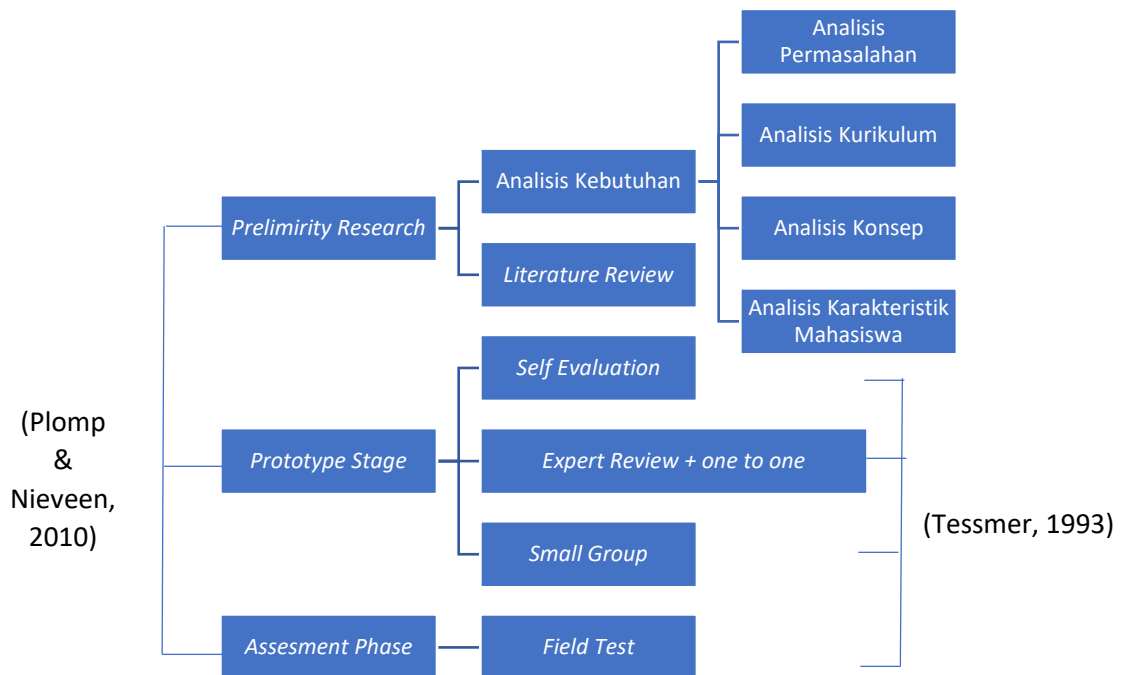 Analisis
Permasalahan
Analisis Kurikulum
Analisis Kebutuhan
Prelimirity Research
Analisis Konsep
Literature Review
Analisis Karakteristik
Mahasiswa
Self Evaluation
(Plomp
&
Nieveen,
2010)
Prototype Stage
Expert Review + one to one
(Tessmer, 1993)
Small Group
Assesment Phase
Field Test